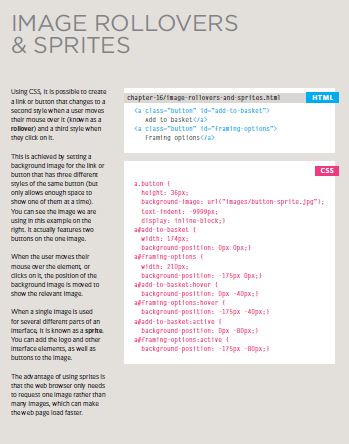 IMAGE ROLLOVERS
& SPRITES
Using CSS, it is possible to create
a link or button that changes to a
second style when a user moves
their mouse over it (known as a
rollover) and a third style when
they click on it.
This is achieved by setting a
background image for the link or
button that has three different
styles of the same button (but
only allows enough space to
show one of them at a time).
You can see the image we are
using in this example on the
right. It actually features two
buttons on the one image.
When the user moves their
mouse over the element, or
clicks on it, the position of the
background image is moved to
show the relevant image.
When a single image is used
for several different parts of an
interface, it is known as a sprite.
You can add the logo and other
interface elements, as well as
buttons to the image.
The advantage of using sprites is
that the web browser only needs
to request one image rather than
many images, which can make
the web page load faster.
chapter-16/image-rollovers-and-sprites.html HTML
<a class="button" id="add-to-basket">
Add to basket</a>
<a class="button" id="framing-options">
Framing options</a>
CSS
a.button {
height: 36px;
background-image: url("images/button-sprite.jpg");
text-indent: -9999px;
display: inline-block;}
a#add-to-basket {
width: 174px;
background-position: 0px 0px;}
a#framing-options {
width: 210px;
background-position: -175px 0px;}
a#add-to-basket:hover {
background-position: 0px -40px;}
a#framing-options:hover {
background-position: -175px -40px;}
a#add-to-basket:active {
background-position: 0px -80px;}
a#framing-options:active {
background-position: -175px -80px;}